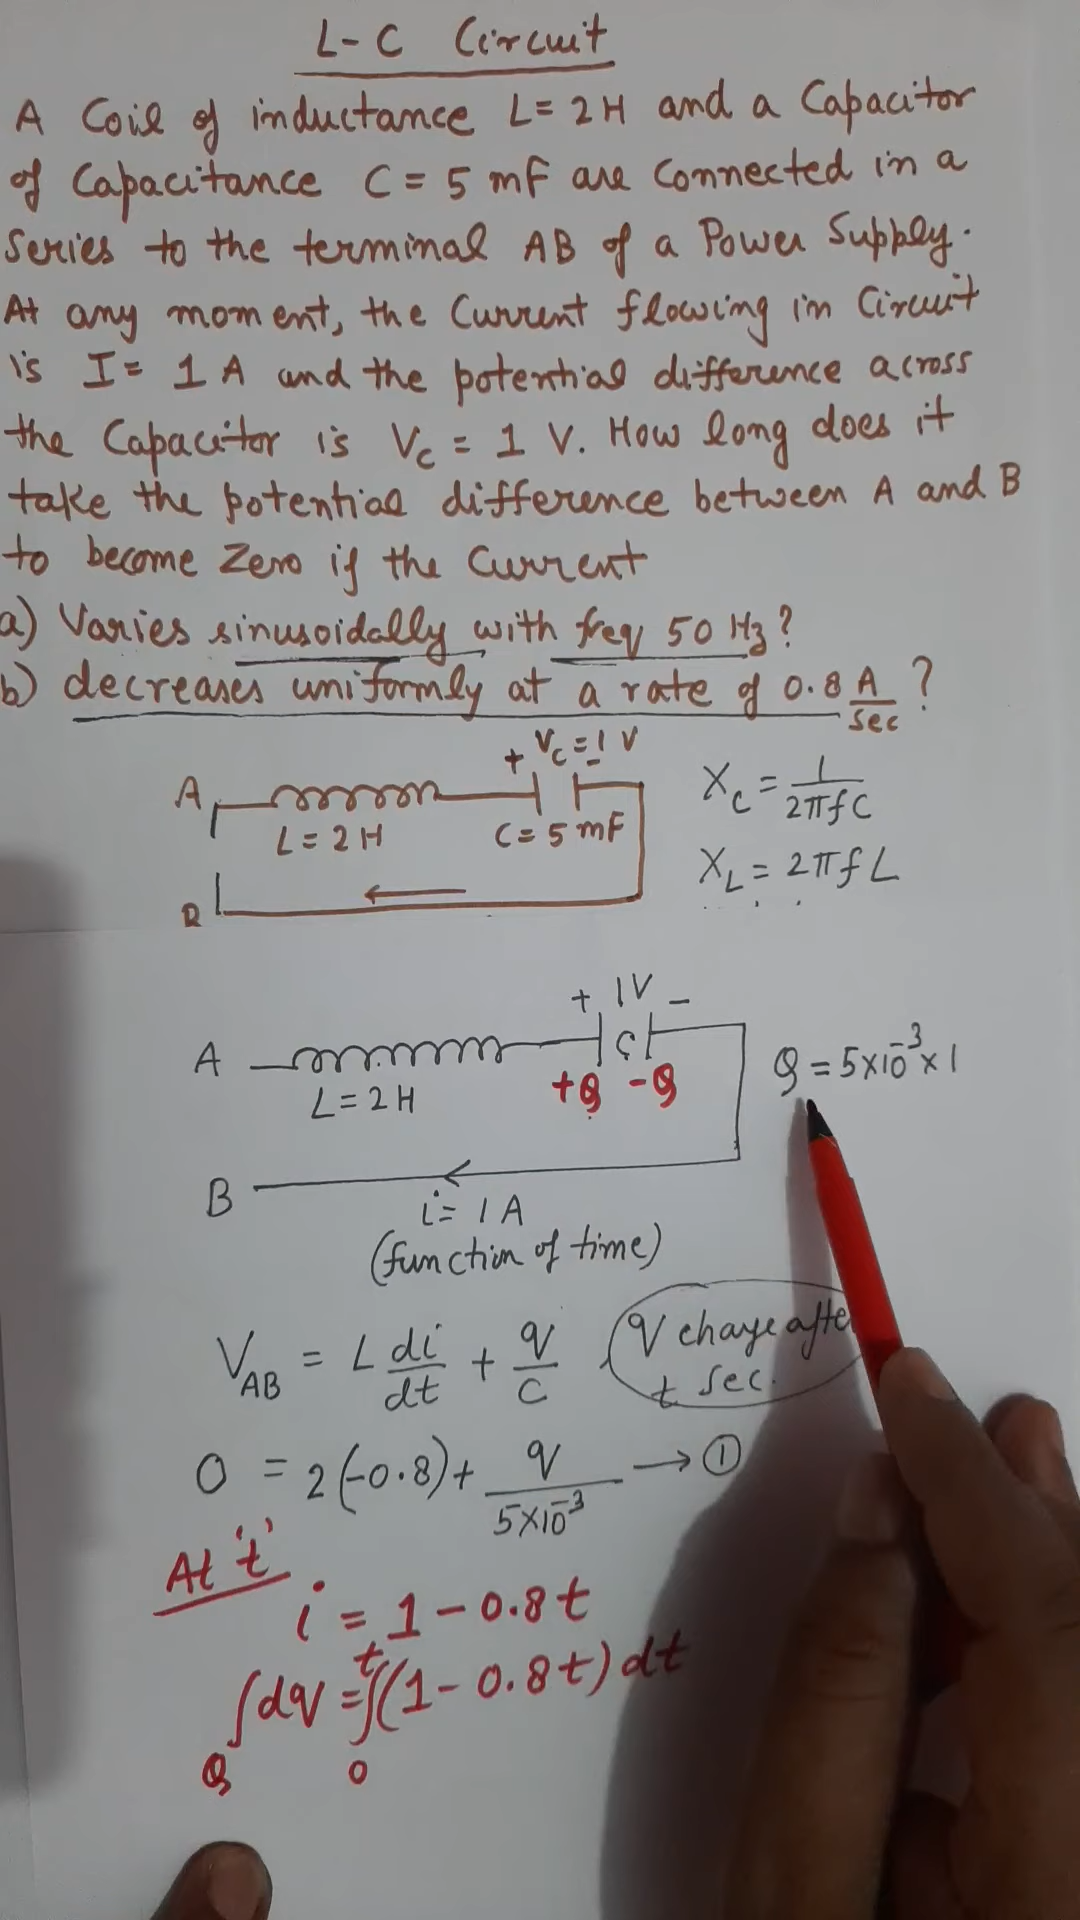 L-C Circuit
A Coil of inductance L=2H and a Capacitor
of Capacitance C = 5 mF are Connected in a
Series to the terminal AB of a Power Supply.
At any moment, the Current flowing in Circuit
is I= 1 A and the potential difference across
the Capacitor is Vc = 1 V. How long does it
take the potential difference between A and B
to become Zero if the Current
a) Varies sinusoidally with freq 50 Hz?
b) decreases uniformly at a rate of 0.8 A/sec ?
+ Vc = 1 V -
A
L = 2 H
C = 5 mF
B
Xc = 1/2πfC
XL = 2πfL
+ 1V -
A
C
L = 2H
+Q -Q
Q = 5×10⁻³×1
B
i = 1 A
(function of time)
V_AB = L di/dt + q/C
q charge after
t sec.
0 = 2(-0.8) + q/5×10⁻³ → ①
At 't'
i = 1 - 0.8t
∫dq = ∫(1 - 0.8t) dt
t
Q 0